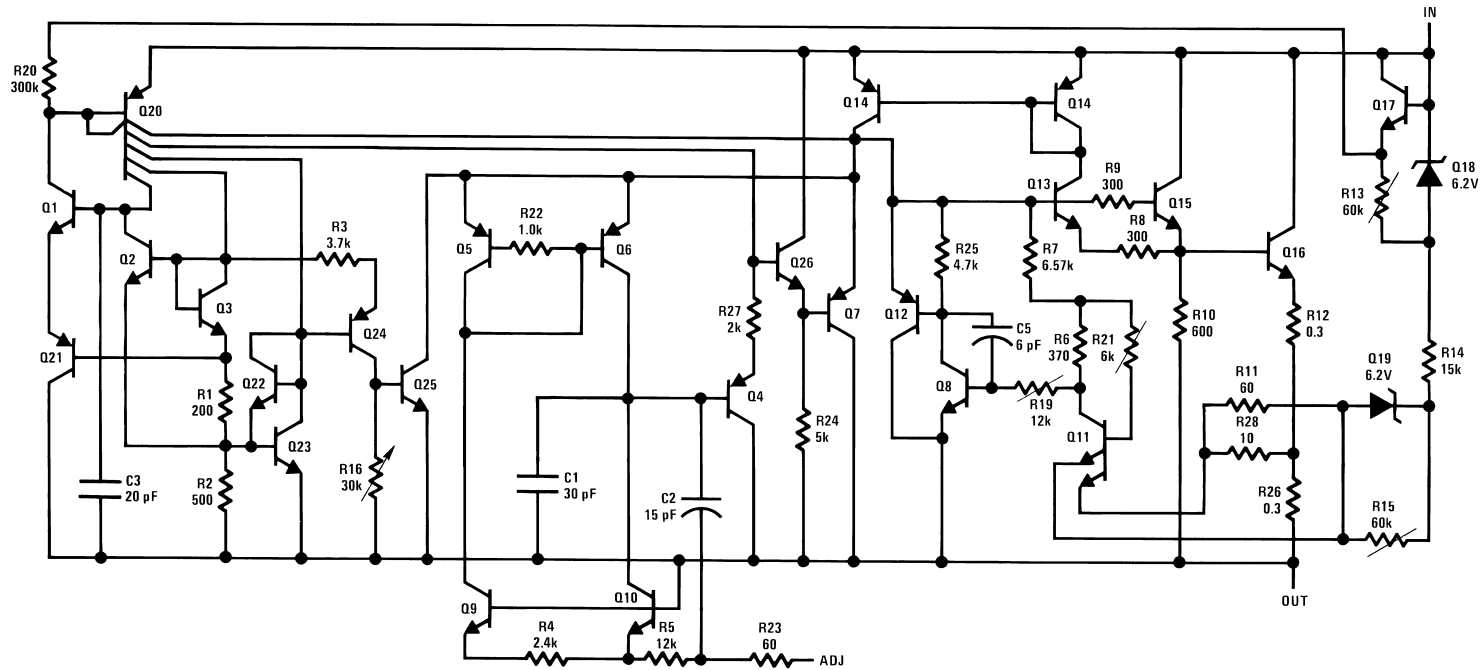 IN
R20
300k
Q20
Q14
Q14
Q17
Q18
6.2V
R13
60k
Q1
Q2
R3
3.7k
Q5
R22
1.0k
Q6
Q13
R9
300
Q15
R8
300
Q26
R25
4.7k
R7
6.57k
Q16
Q3
Q24
R27
2k
Q7
Q12
C5
6 pF
R6
370
R21
6k
R10
600
R12
0.3
Q21
Q22
Q25
R1
200
Q4
Q8
R19
12k
R11
60
Q19
6.2V
R14
15k
Q23
R24
5k
Q11
R28
10
C3
20 pF
R2
500
R16
30k
C1
30 pF
C2
15 pF
R26
0.3
R15
60k
OUT
Q9
Q10
R4
2.4k
R5
12k
R23
60
ADJ